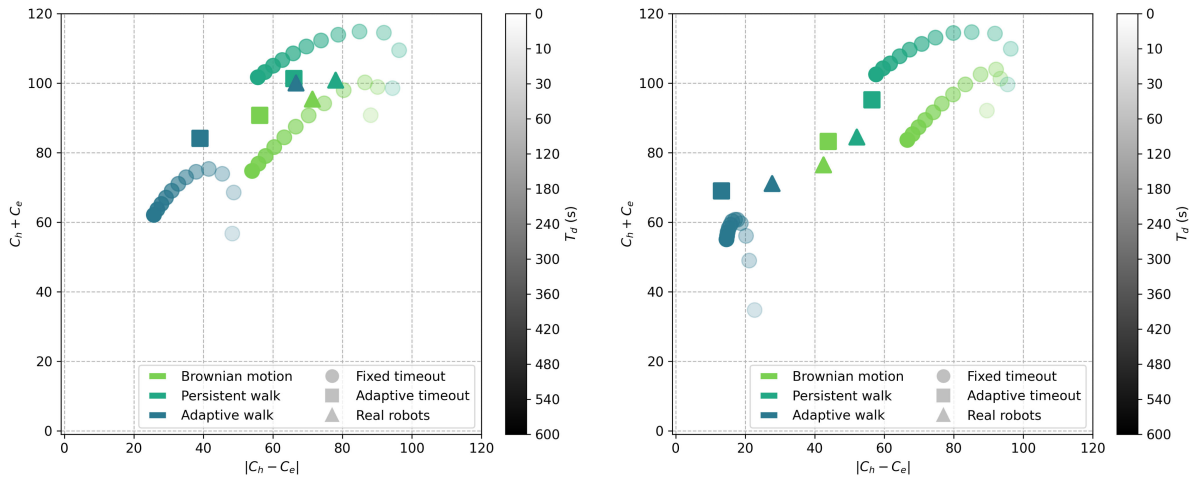 120
100
80
60
40
20
0
C_h + C_e
0 20 40 60 80 100 120
|C_h − C_e|
Brownian motion
Persistent walk
Adaptive walk
Fixed timeout
Adaptive timeout
Real robots
0
10
30
60
120
180
240
300
360
420
480
540
600
T_d (s)
120
100
80
60
40
20
0
C_h + C_e
0 20 40 60 80 100 120
|C_h − C_e|
Brownian motion
Persistent walk
Adaptive walk
Fixed timeout
Adaptive timeout
Real robots
0
10
30
60
120
180
240
300
360
420
480
540
600
T_d (s)